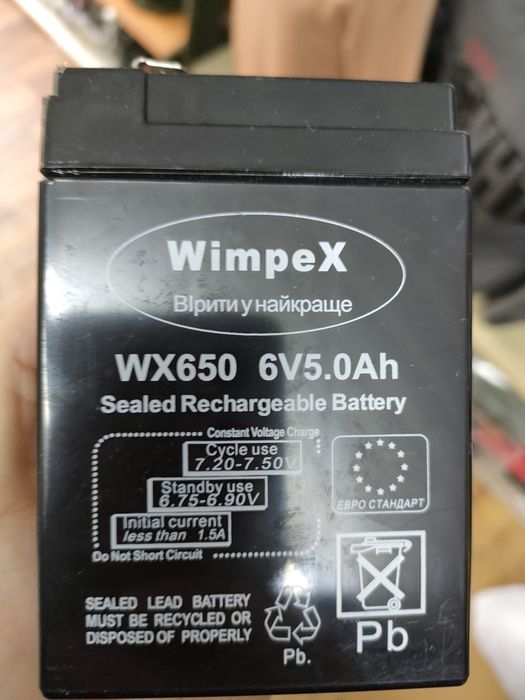 WimpeX
Вірити у найкраще
WX650 6V5.0Ah
Sealed Rechargeable Battery
Constant Voltage Charge
Cycle use
7.20-7.50V
Standby use
6.75-6.90V
Initial current
less than 1.5A
Do Not Short Circuit
ЕВРО СТАНДАРТ
SEALED LEAD BATTERY
MUST BE RECYCLED OR
DISPOSED OF PROPERLY
Pb.
Pb